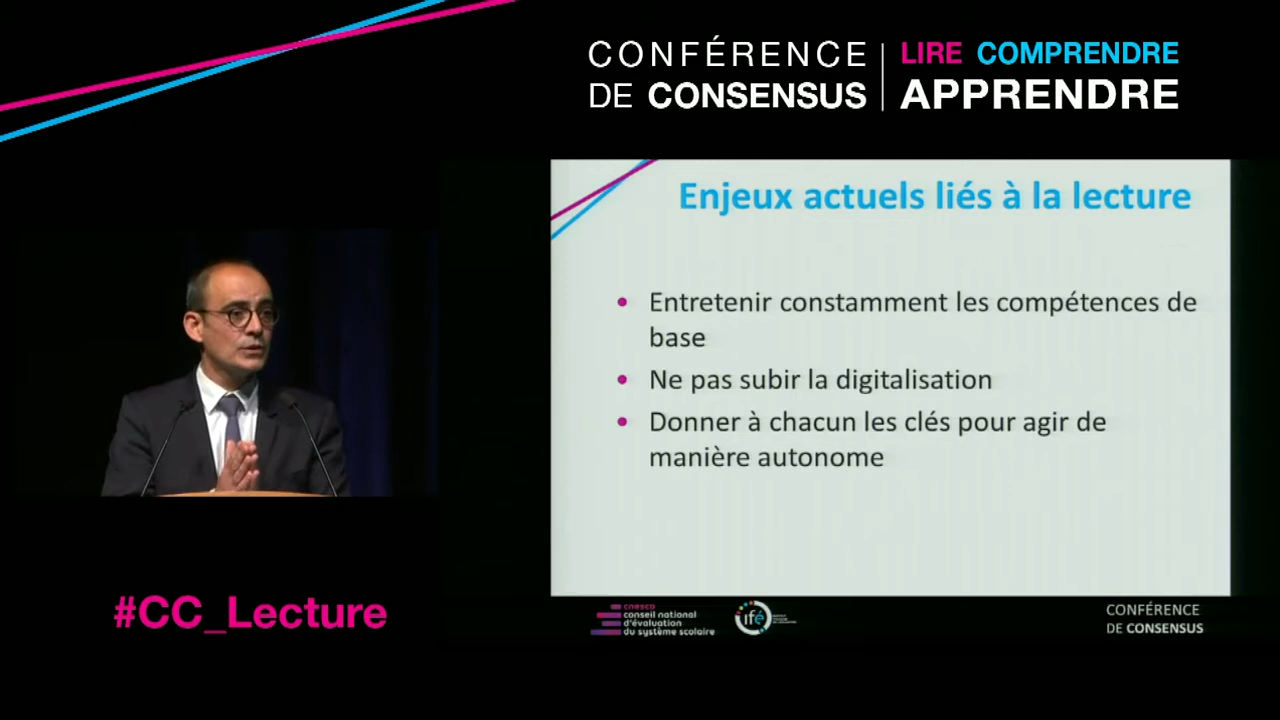 CONFÉRENCE
DE CONSENSUS
LIRE COMPRENDRE
APPRENDRE
Enjeux actuels liés à la lecture
• Entretenir constamment les compétences de
base
• Ne pas subir la digitalisation
• Donner à chacun les clés pour agir de
manière autonome
#CC_Lecture
cnesco
conseil national
d'évaluation
du système scolaire
ifé
CONFÉRENCE
DE CONSENSUS